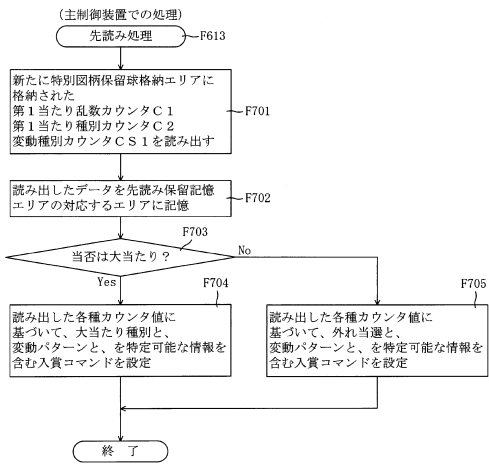 (主制御装置での処理)
先読み処理
F613
新たに特別図柄保留球格納エリアに
格納された
第1当たり乱数カウンタC1
第1当たり種別カウンタC2
変動種別カウンタCS1を読み出す
F701
読み出したデータを先読み保留記憶
エリアの対応するエリアに記憶
F702
当否は大当たり?
F703
Yes
No
読み出した各種カウンタ値に
基づいて、大当たり種別と、
変動パターンと、を特定可能な情報を
含む入賞コマンドを設定
F704
読み出した各種カウンタ値に
基づいて、外れ当選と、
変動パターンと、を特定可能な情報を
含む入賞コマンドを設定
F705
終 了